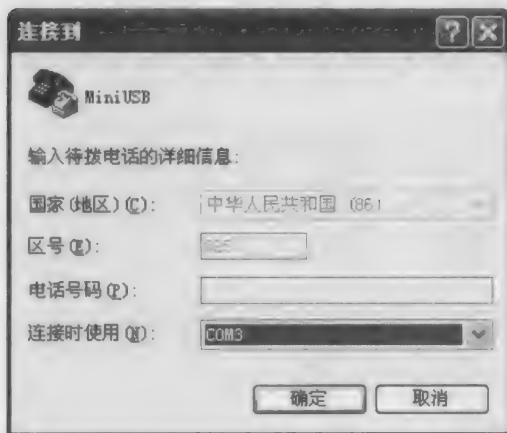 连接到
MiniUSB
输入待拨电话的详细信息:
国家(地区)(C): 中华人民共和国 (86)
区号(E):
电话号码(P):
连接时使用(N): COM3
确定 取消